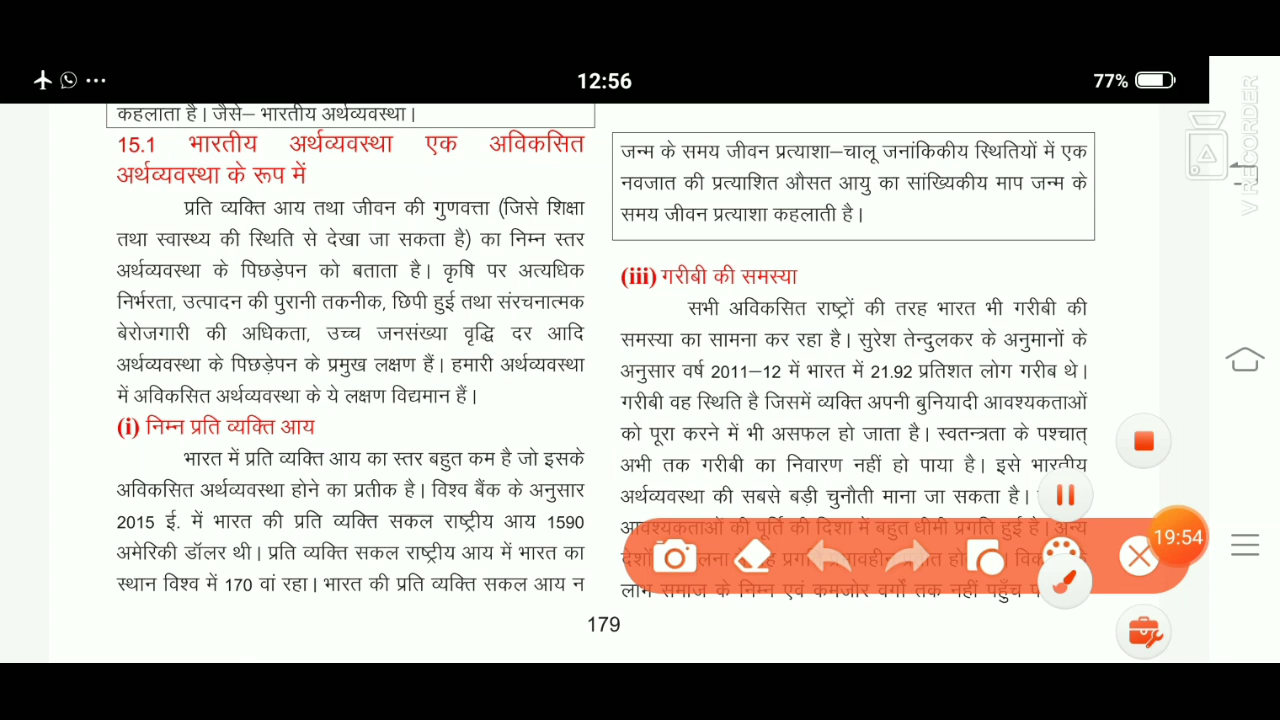 12:56
77%
कहलाता है। जैसे– भारतीय अर्थव्यवस्था।
15.1 भारतीय अर्थव्यवस्था एक अविकसित
अर्थव्यवस्था के रूप में
प्रति व्यक्ति आय तथा जीवन की गुणवत्ता (जिसे शिक्षा
तथा स्वास्थ्य की स्थिति से देखा जा सकता है) का निम्न स्तर
अर्थव्यवस्था के पिछड़ेपन को बताता है। कृषि पर अत्यधिक
निर्भरता, उत्पादन की पुरानी तकनीक, छिपी हुई तथा संरचनात्मक
बेरोजगारी की अधिकता, उच्च जनसंख्या वृद्धि दर आदि
अर्थव्यवस्था के पिछड़ेपन के प्रमुख लक्षण हैं। हमारी अर्थव्यवस्था
में अविकसित अर्थव्यवस्था के ये लक्षण विद्यमान हैं।
(i) निम्न प्रति व्यक्ति आय
भारत में प्रति व्यक्ति आय का स्तर बहुत कम है जो इसके
अविकसित अर्थव्यवस्था होने का प्रतीक है। विश्व बैंक के अनुसार
2015 ई. में भारत की प्रति व्यक्ति सकल राष्ट्रीय आय 1590
अमेरिकी डॉलर थी। प्रति व्यक्ति सकल राष्ट्रीय आय में भारत का
स्थान विश्व में 170 वां रहा। भारत की प्रति व्यक्ति सकल आय न
जन्म के समय जीवन प्रत्याशा–चालू जनांकिकीय स्थितियों में एक
नवजात की प्रत्याशित औसत आयु का सांख्यिकीय माप जन्म के
समय जीवन प्रत्याशा कहलाती है।
(iii) गरीबी की समस्या
सभी अविकसित राष्ट्रों की तरह भारत भी गरीबी की
समस्या का सामना कर रहा है। सुरेश तेन्दुलकर के अनुमानों के
अनुसार वर्ष 2011–12 में भारत में 21.92 प्रतिशत लोग गरीब थे।
गरीबी वह स्थिति है जिसमें व्यक्ति अपनी बुनियादी आवश्यकताओं
को पूरा करने में भी असफल हो जाता है। स्वतन्त्रता के पश्चात्
अभी तक गरीबी का निवारण नहीं हो पाया है। इसे भारतीय
अर्थव्यवस्था की सबसे बड़ी चुनौती माना जा सकता है।
आवश्यकताओं की पूर्ति की दिशा में बहुत धीमी प्रगति हुई है। अन्य
लाभ समाज के निम्न एवं कमजोर वर्गों तक नहीं पहुँच
179
19:54
V RECORDER